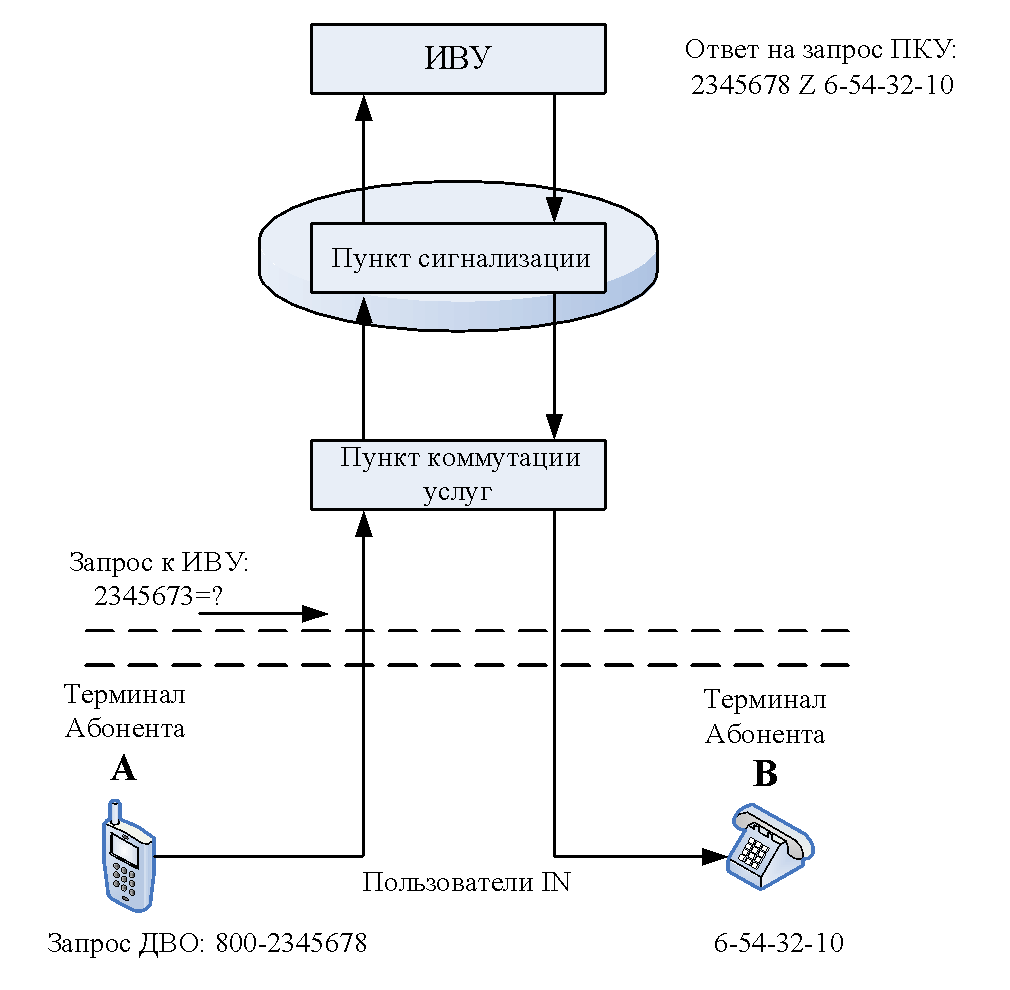 ИВУ
Ответ на запрос ПКУ:
2345678 Z 6-54-32-10
Пункт сигнализации
Пункт коммутации
услуг
Запрос к ИВУ:
2345673=?
Терминал
Абонента
A
Терминал
Абонента
B
Пользователи IN
Запрос ДВО: 800-2345678
6-54-32-10